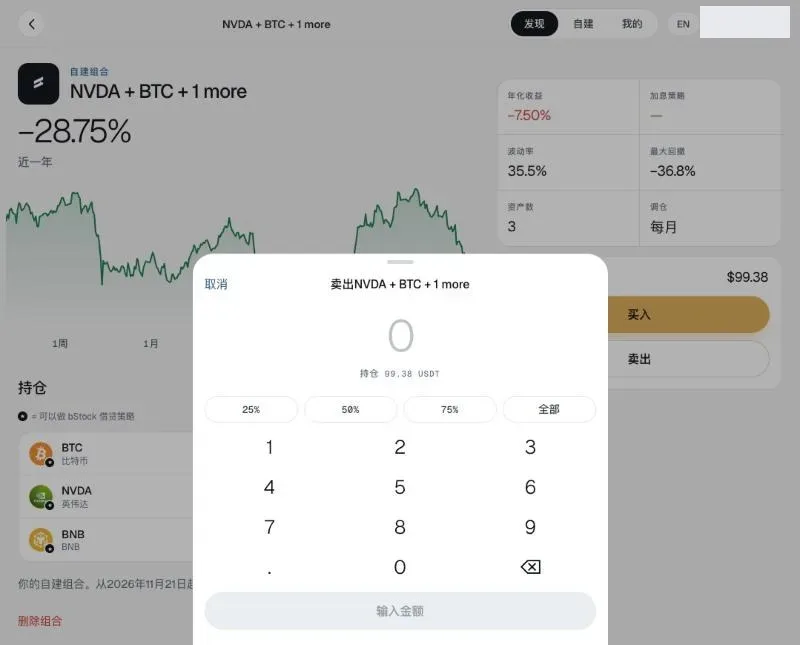 NVDA + BTC + 1 more
发现
自建
我的
EN
自建组合
NVDA + BTC + 1 more
−28.75%
近一年
1周
1月
持仓
= 可以做 bStock 借贷策略
BTC
比特币
NVDA
英伟达
BNB
BNB
你的自建组合。从2026年11月21日起
删除组合
年化收益
−7.50%
加息策略
—
波动率
35.5%
最大回撤
−36.8%
资产数
3
调仓
每月
$99.38
买入
卖出
取消
卖出NVDA + BTC + 1 more
0
持仓 99.38 USDT
25%
50%
75%
全部
1
2
3
4
5
6
7
8
9
.
0
输入金额